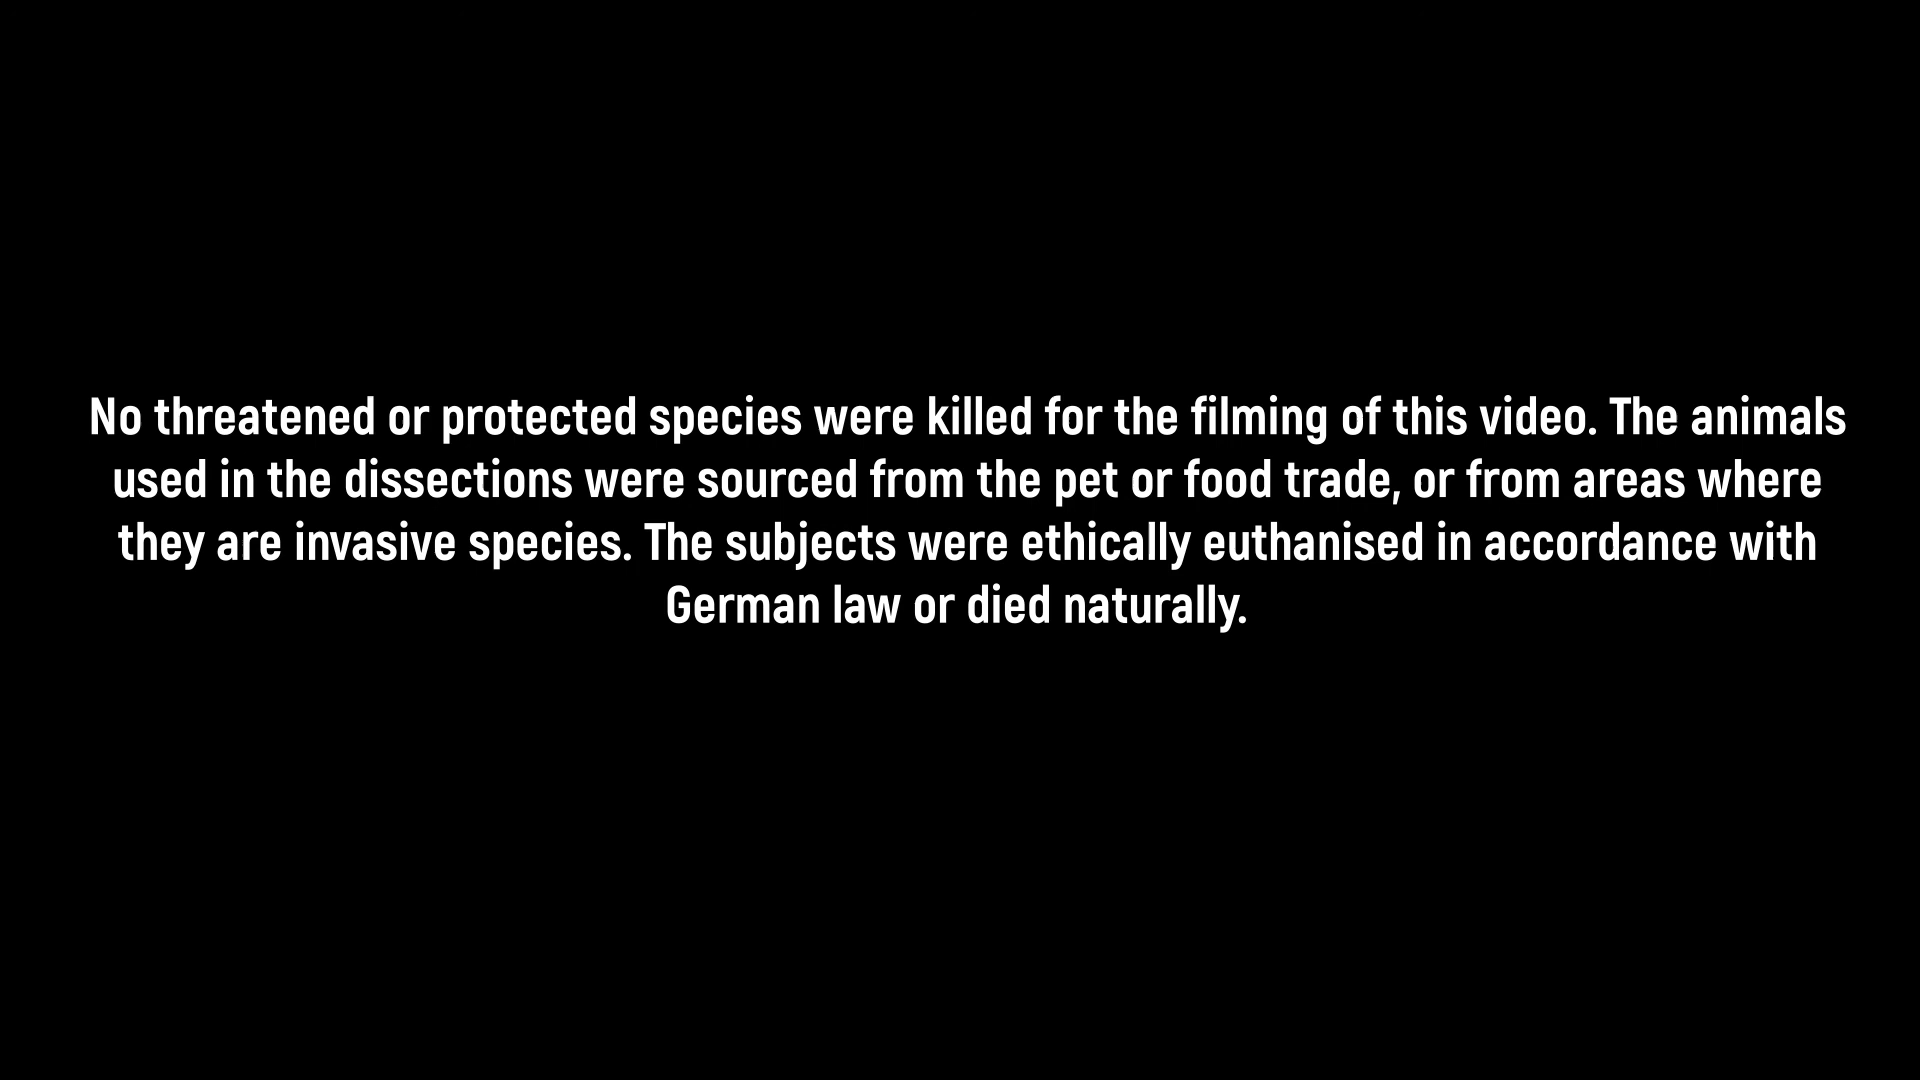 No threatened or protected species were killed for the filming of this video. The animals
used in the dissections were sourced from the pet or food trade, or from areas where
they are invasive species. The subjects were ethically euthanised in accordance with
German law or died naturally.